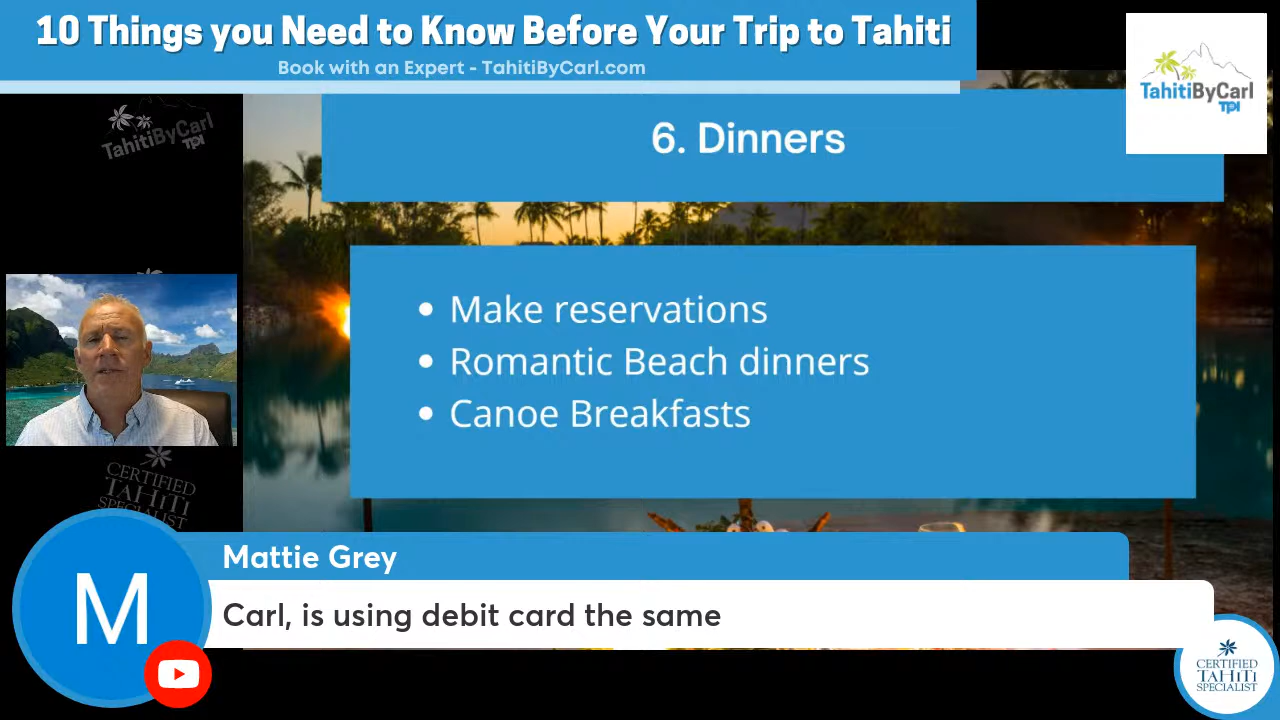 10 Things you Need to Know Before Your Trip to Tahiti
Book with an Expert - TahitiByCarl.com
TahitiByCarl
TPI
TahitiByCarl
TPI
6. Dinners
• Make reservations
• Romantic Beach dinners
• Canoe Breakfasts
CERTIFIED
TAHITI
SPECIALIST
M
Mattie Grey
Carl, is using debit card the same
CERTIFIED
TAHITI
SPECIALIST